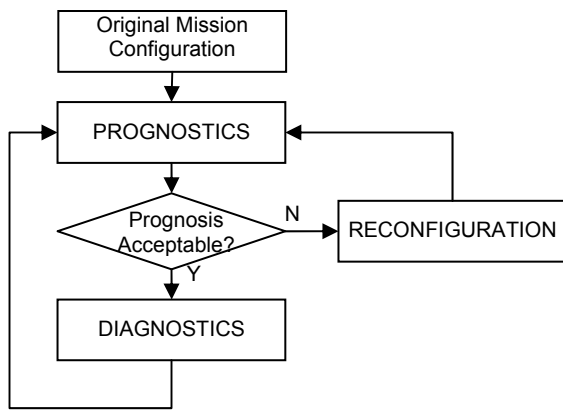 Original Mission
Configuration
PROGNOSTICS
Prognosis
Acceptable?
N
RECONFIGURATION
Y
DIAGNOSTICS